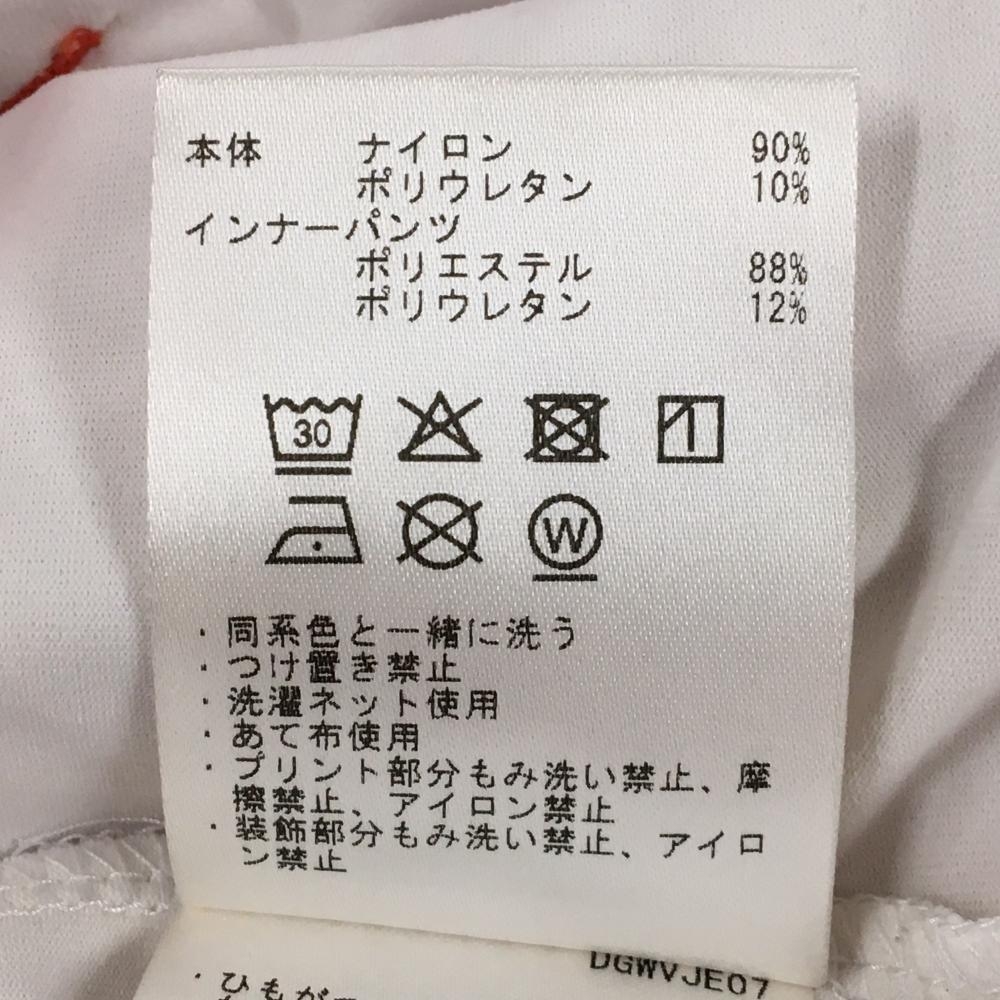 本体 ナイロン 90%
ポリウレタン 10%
インナーパンツ
ポリエステル 88%
ポリウレタン 12%
30
W
・同系色と一緒に洗う
・つけ置き禁止
・洗濯ネット使用
・あて布使用
・プリント部分もみ洗い禁止、摩
擦禁止、アイロン禁止
・装飾部分もみ洗い禁止、アイロ
ン禁止
DGWVJE07
・ひもが